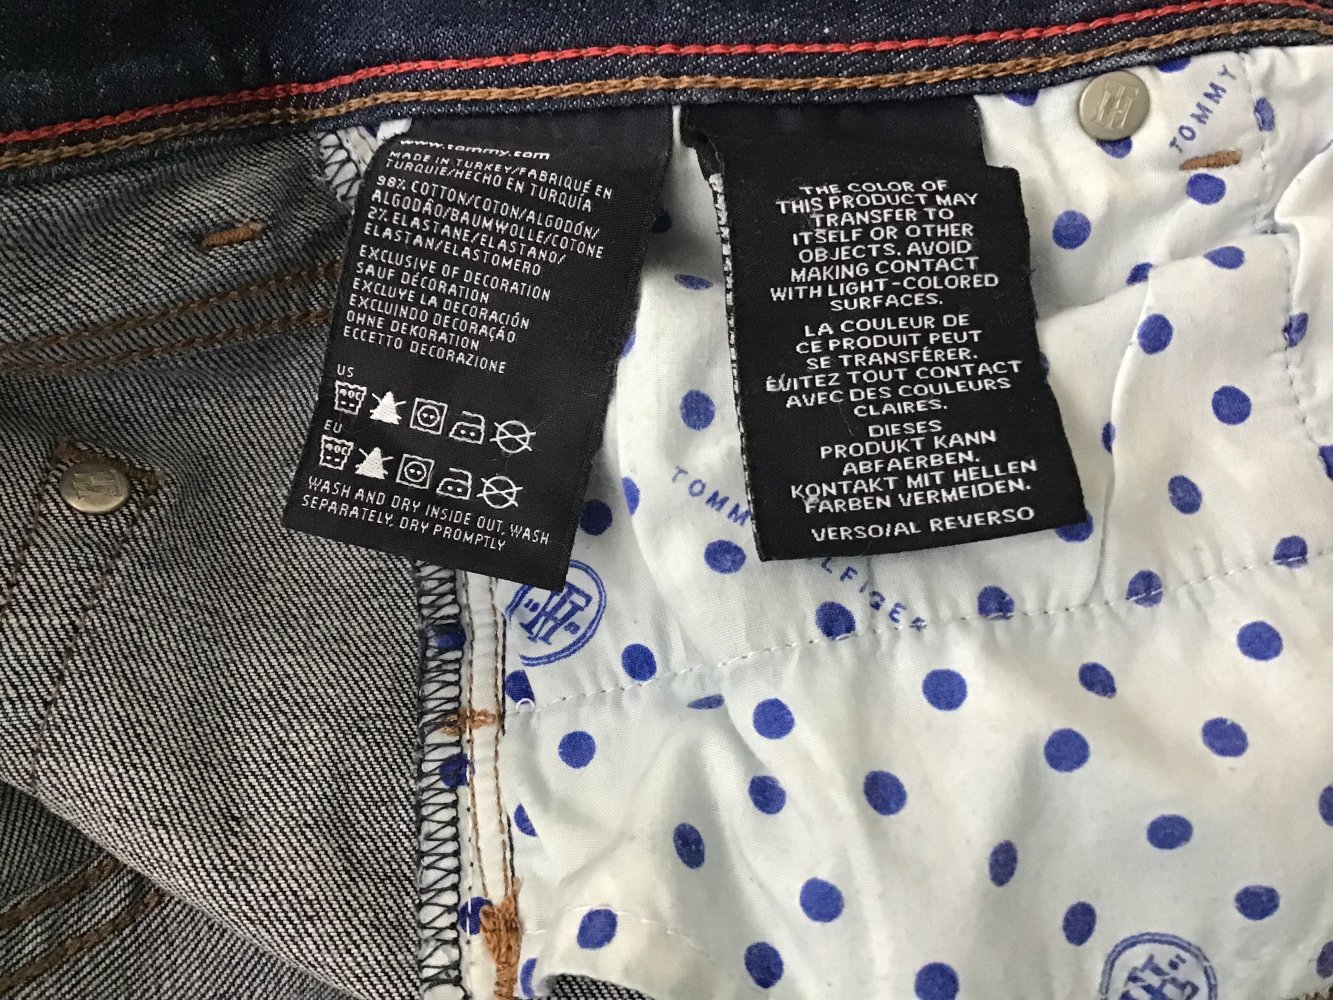 www.tommy.com
MADE IN TURKEY/FABRIQUÉ EN
TURQUIE/HECHO EN TURQUÍA
98% COTTON/COTON/ALGODÓN/
ALGODÃO/BAUMWOLLE/COTONE
2% ELASTANE/ELASTANO/
ELASTAN/ELASTOMERO
EXCLUSIVE OF DECORATION
SAUF DÉCORATION
EXCLUYE LA DECORACIÓN
EXCLUINDO DECORAÇÃO
OHNE DEKORATION
ECCETTO DECORAZIONE
US
EU
WASH AND DRY INSIDE OUT, WASH
SEPARATELY, DRY PROMPTLY
THE COLOR OF
THIS PRODUCT MAY
TRANSFER TO
ITSELF OR OTHER
OBJECTS. AVOID
MAKING CONTACT
WITH LIGHT-COLORED
SURFACES.
LA COULEUR DE
CE PRODUIT PEUT
SE TRANSFÉRER.
ÉVITEZ TOUT CONTACT
AVEC DES COULEURS
CLAIRES.
DIESES
PRODUKT KANN
ABFAERBEN.
KONTAKT MIT HELLEN
FARBEN VERMEIDEN.
VERSO/AL REVERSO
TOMMY
TOMM
LFIGER
TH
TH